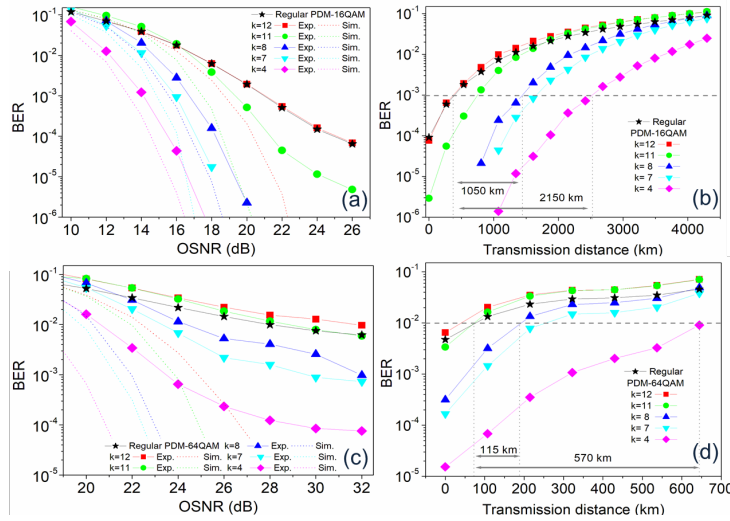 Regular PDM-16QAM
k=12 Exp. Sim.
k=11 Exp. Sim.
k=8 Exp. Sim.
k=7 Exp. Sim.
k=4 Exp. Sim.
BER
10^-1
10^-2
10^-3
10^-4
10^-5
10^-6
10 12 14 16 18 20 22 24 26
OSNR (dB)
(a)
BER
10^0
10^-1
10^-2
10^-3
10^-4
10^-5
10^-6
Regular
PDM-16QAM
k=12
k=11
k= 8
k= 7
k= 4
1050 km
2150 km
0 1000 2000 3000 4000
Transmission distance (km)
(b)
BER
10^-1
10^-2
10^-3
10^-4
10^-5
Regular PDM-64QAM k=8 Exp. Sim.
k=12 Exp. Sim. k=7 Exp. Sim.
k=11 Exp. Sim. k=4 Exp. Sim.
20 22 24 26 28 30 32
OSNR (dB)
(c)
BER
10^0
10^-1
10^-2
10^-3
10^-4
10^-5
Regular
PDM-64QAM
k=12
k=11
k= 8
k= 7
k= 4
115 km
570 km
0 100 200 300 400 500 600 700
Transmission distance (km)
(d)